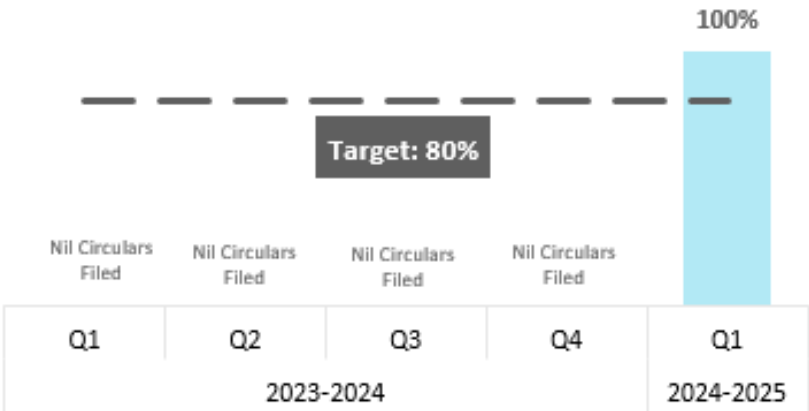 100%
Target: 80%
Nil Circulars
Filed
Nil Circulars
Filed
Nil Circulars
Filed
Nil Circulars
Filed
Q1 Q2 Q3 Q4 Q1
2023-2024 2024-2025